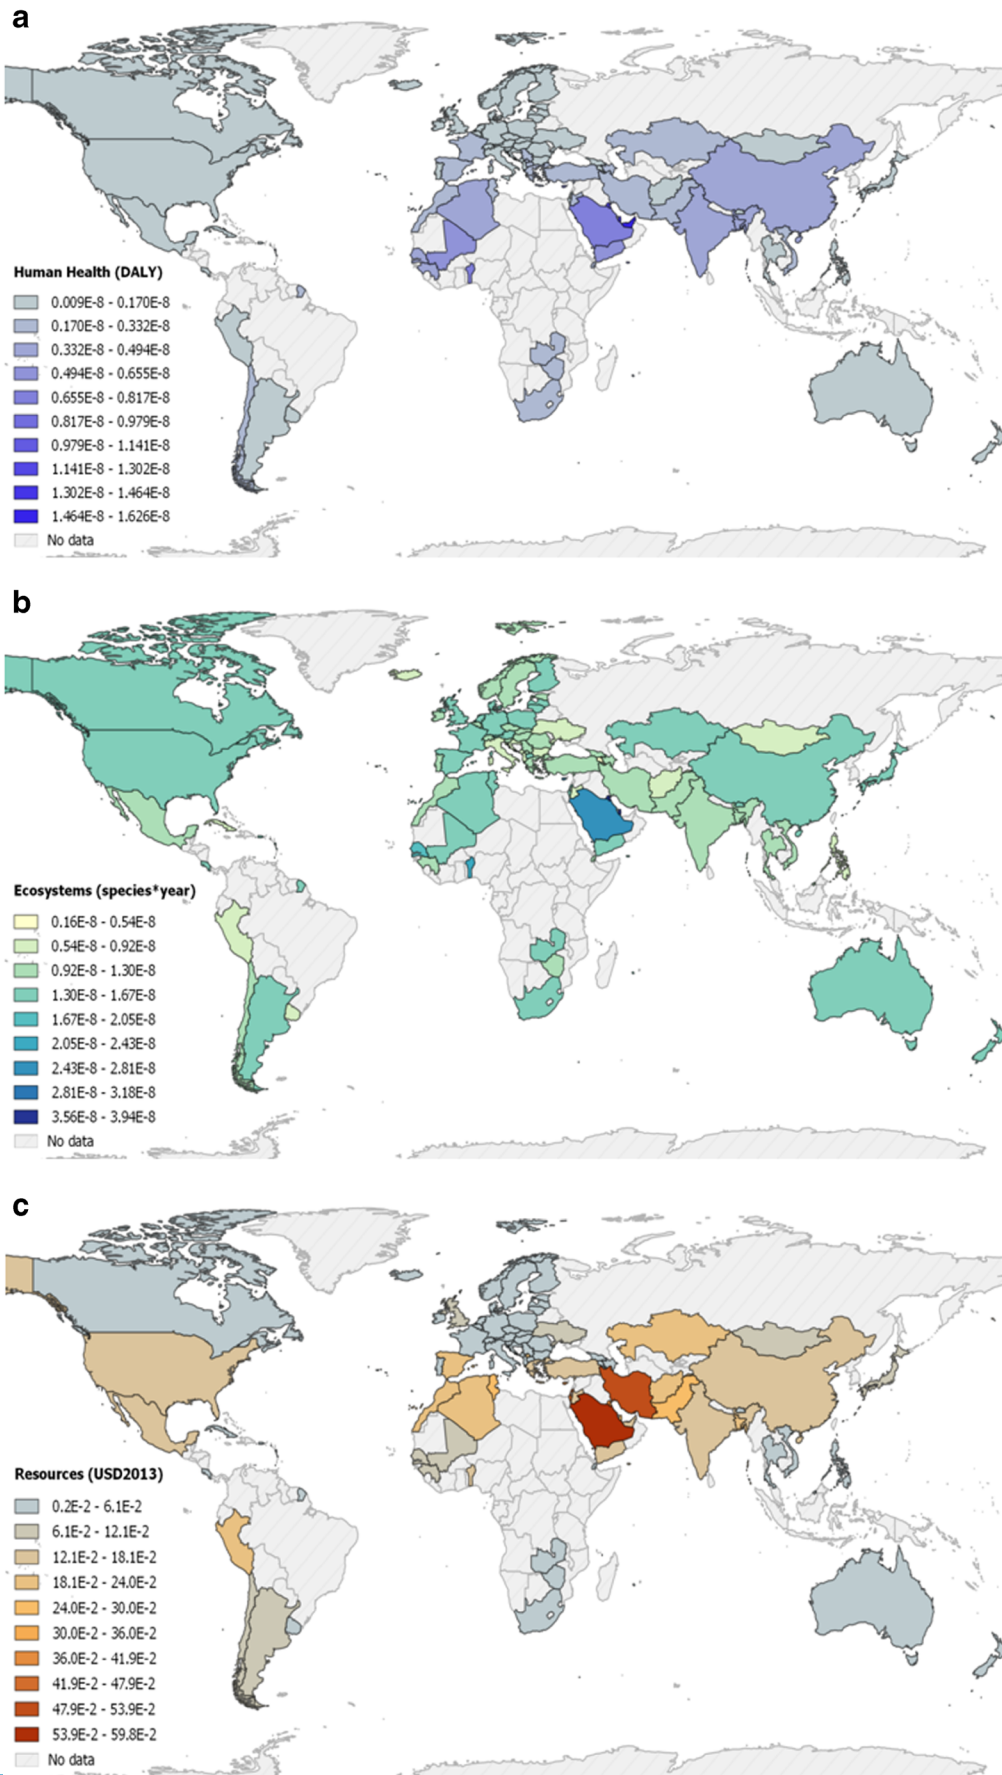 a
Human Health (DALY)
0.009E-8 - 0.170E-8
0.170E-8 - 0.332E-8
0.332E-8 - 0.494E-8
0.494E-8 - 0.655E-8
0.655E-8 - 0.817E-8
0.817E-8 - 0.979E-8
0.979E-8 - 1.141E-8
1.141E-8 - 1.302E-8
1.302E-8 - 1.464E-8
1.464E-8 - 1.626E-8
No data
b
Ecosystems (species*year)
0.16E-8 - 0.54E-8
0.54E-8 - 0.92E-8
0.92E-8 - 1.30E-8
1.30E-8 - 1.67E-8
1.67E-8 - 2.05E-8
2.05E-8 - 2.43E-8
2.43E-8 - 2.81E-8
2.81E-8 - 3.18E-8
3.56E-8 - 3.94E-8
No data
c
Resources (USD2013)
0.2E-2 - 6.1E-2
6.1E-2 - 12.1E-2
12.1E-2 - 18.1E-2
18.1E-2 - 24.0E-2
24.0E-2 - 30.0E-2
30.0E-2 - 36.0E-2
36.0E-2 - 41.9E-2
41.9E-2 - 47.9E-2
47.9E-2 - 53.9E-2
53.9E-2 - 59.8E-2
No data